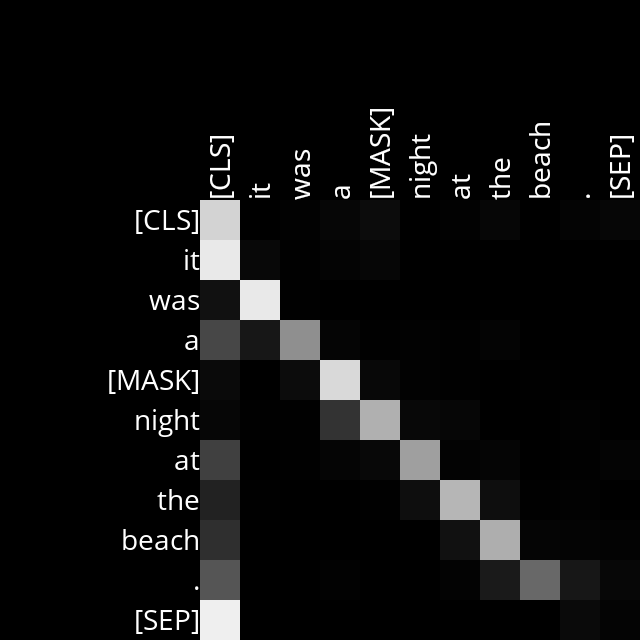 [CLS] it was a [MASK] night at the beach . [SEP]
[CLS]
it
was
a
[MASK]
night
at
the
beach
.
[SEP]